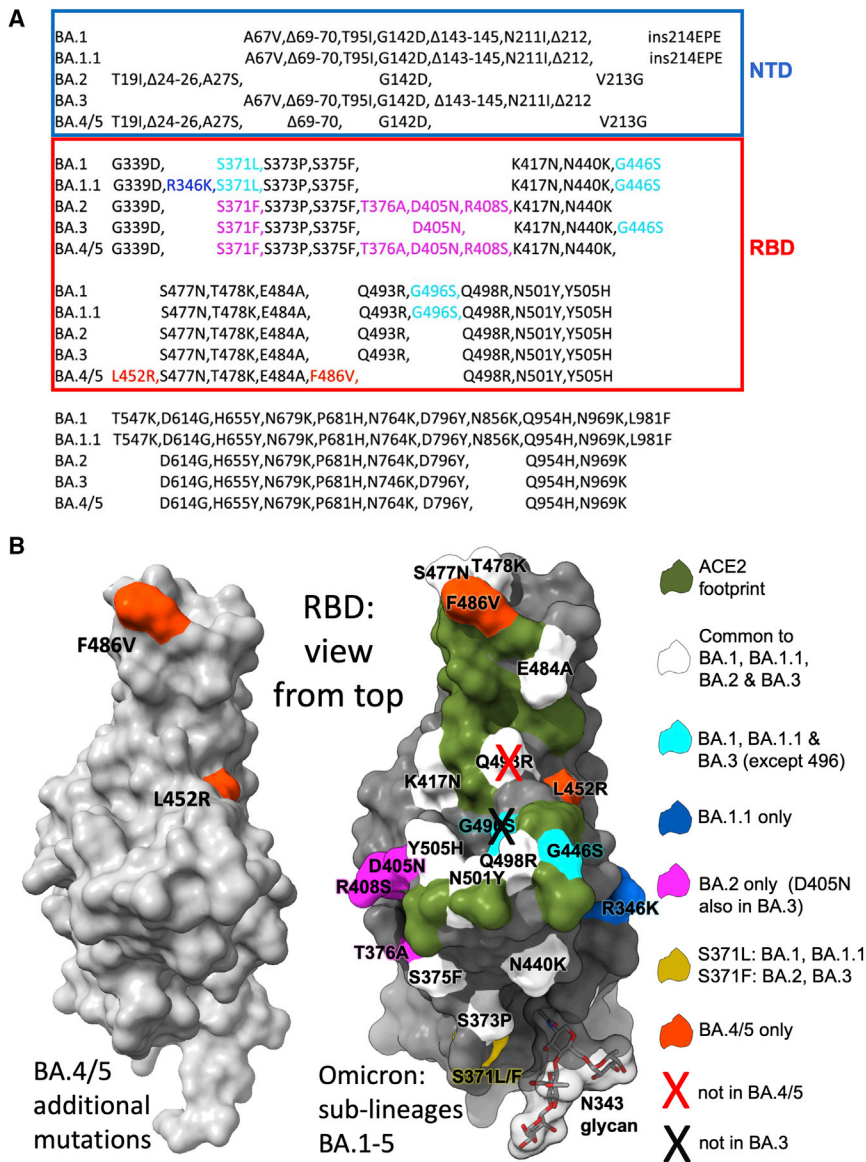 A
BA.1 A67V,Δ69-70,T95I,G142D,Δ143-145,N211I,Δ212, ins214EPE
BA.1.1 A67V,Δ69-70,T95I,G142D,Δ143-145,N211I,Δ212, ins214EPE
BA.2 T19I,Δ24-26,A27S, G142D, V213G
BA.3 A67V,Δ69-70,T95I,G142D, Δ143-145,N211I,Δ212
BA.4/5 T19I,Δ24-26,A27S, Δ69-70, G142D, V213G
NTD
BA.1 G339D, S371L,S373P,S375F, K417N,N440K,G446S
BA.1.1 G339D,R346K,S371L,S373P,S375F, K417N,N440K,G446S
BA.2 G339D, S371F,S373P,S375F,T376A,D405N,R408S,K417N,N440K
BA.3 G339D, S371F,S373P,S375F, D405N, K417N,N440K,G446S
BA.4/5 G339D, S371F,S373P,S375F,T376A,D405N,R408S,K417N,N440K,
RBD
BA.1 S477N,T478K,E484A, Q493R,G496S,Q498R,N501Y,Y505H
BA.1.1 S477N,T478K,E484A, Q493R,G496S,Q498R,N501Y,Y505H
BA.2 S477N,T478K,E484A, Q493R, Q498R,N501Y,Y505H
BA.3 S477N,T478K,E484A, Q493R, Q498R,N501Y,Y505H
BA.4/5 L452R,S477N,T478K,E484A,F486V, Q498R,N501Y,Y505H
BA.1 T547K,D614G,H655Y,N679K,P681H,N764K,D796Y,N856K,Q954H,N969K,L981F
BA.1.1 T547K,D614G,H655Y,N679K,P681H,N764K,D796Y,N856K,Q954H,N969K,L981F
BA.2 D614G,H655Y,N679K,P681H,N764K,D796Y, Q954H,N969K
BA.3 D614G,H655Y,N679K,P681H,N746K,D796Y, Q954H,N969K
BA.4/5 D614G,H655Y,N679K,P681H,N764K, D796Y, Q954H,N969K
B
F486V
L452R
BA.4/5
additional
mutations
RBD:
view
from top
S477N
T478K
F486V
E484A
Q493R
K417N
L452R
G496S
Y505H
Q498R
G446S
D405N
N501Y
R408S
R346K
T376A
S375F
N440K
S373P
S371L/F
N343
glycan
Omicron:
sub-lineages
BA.1-5
ACE2
footprint
Common to
BA.1, BA.1.1,
BA.2 & BA.3
BA.1, BA.1.1 &
BA.3 (except 496)
BA.1.1 only
BA.2 only (D405N
also in BA.3)
S371L: BA.1, BA.1.1
S371F: BA.2, BA.3
BA.4/5 only
X not in BA.4/5
X not in BA.3